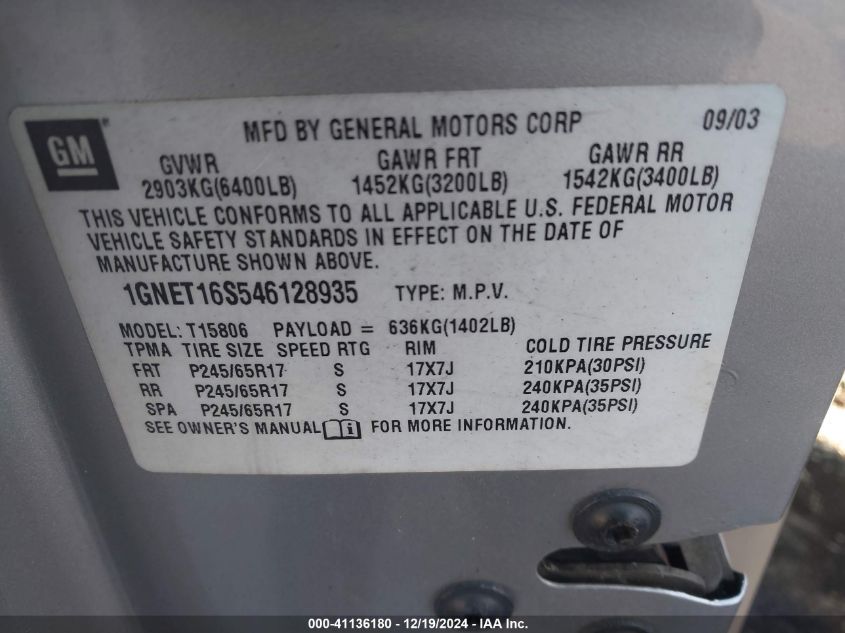 GM
MFD BY GENERAL MOTORS CORP 09/03
GVWR GAWR FRT GAWR RR
2903KG(6400LB) 1452KG(3200LB) 1542KG(3400LB)
THIS VEHICLE CONFORMS TO ALL APPLICABLE U.S. FEDERAL MOTOR
VEHICLE SAFETY STANDARDS IN EFFECT ON THE DATE OF
MANUFACTURE SHOWN ABOVE.
1GNET16S546128935 TYPE: M.P.V.
MODEL: T15806 PAYLOAD = 636KG(1402LB)
TPMA TIRE SIZE SPEED RTG RIM COLD TIRE PRESSURE
FRT P245/65R17 S 17X7J 210KPA(30PSI)
RR P245/65R17 S 17X7J 240KPA(35PSI)
SPA P245/65R17 S 17X7J 240KPA(35PSI)
SEE OWNER'S MANUAL FOR MORE INFORMATION.
000-41136180 - 12/19/2024 - IAA Inc.